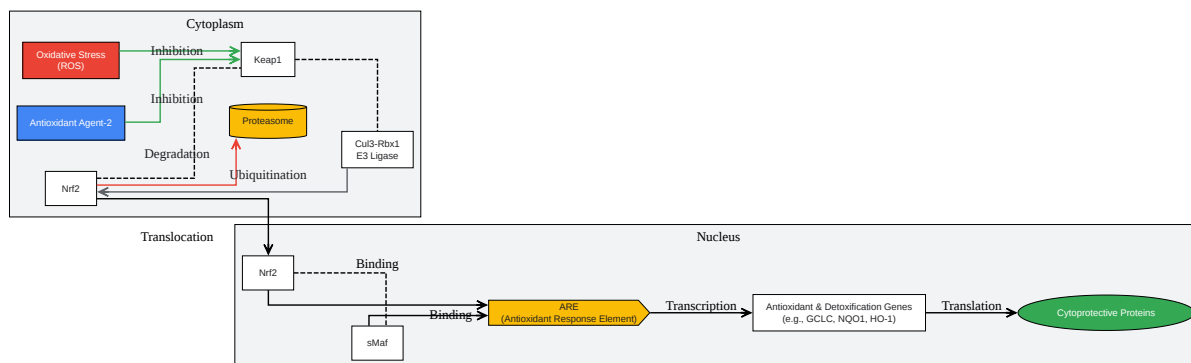 Cytoplasm
Oxidative Stress
(ROS)
Inhibition
Keap1
Inhibition
Antioxidant Agent-2
Proteasome
Cul3-Rbx1
E3 Ligase
Degradation
Ubiquitination
Nrf2
Translocation
Nucleus
Nrf2
Binding
ARE
(Antioxidant Response Element)
Binding
sMaf
Transcription
Antioxidant & Detoxification Genes
(e.g., GCLC, NQO1, HO-1)
Translation
Cytoprotective Proteins